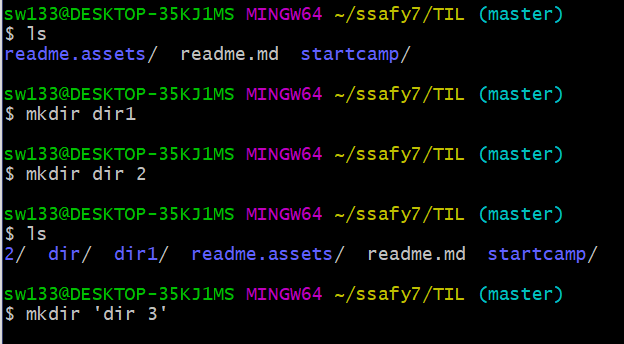 sw133@DESKTOP-35KJ1MS MINGW64 ~/ssafy7/TIL (master)
$ ls
readme.assets/  readme.md  startcamp/
sw133@DESKTOP-35KJ1MS MINGW64 ~/ssafy7/TIL (master)
$ mkdir dir1
sw133@DESKTOP-35KJ1MS MINGW64 ~/ssafy7/TIL (master)
$ mkdir dir 2
sw133@DESKTOP-35KJ1MS MINGW64 ~/ssafy7/TIL (master)
$ ls
2/  dir/  dir1/  readme.assets/  readme.md  startcamp/
sw133@DESKTOP-35KJ1MS MINGW64 ~/ssafy7/TIL (master)
$ mkdir 'dir 3'